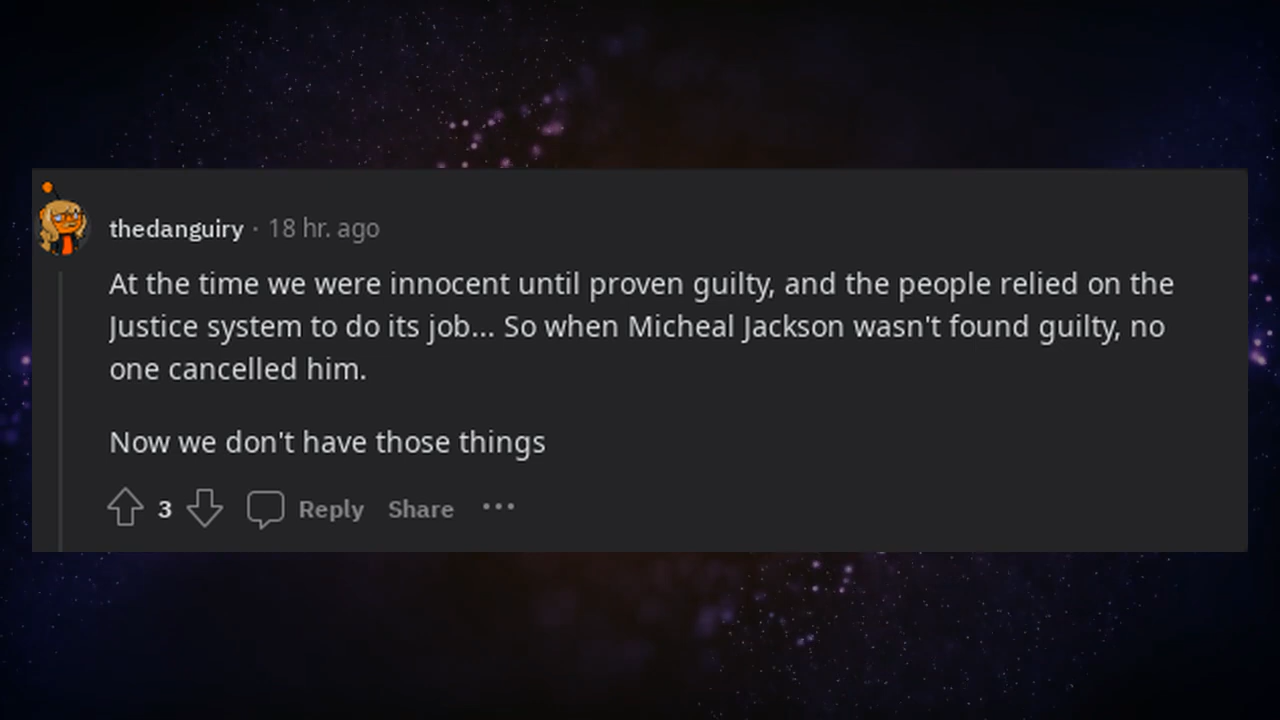 thedanguiry · 18 hr. ago
At the time we were innocent until proven guilty, and the people relied on the
Justice system to do its job... So when Micheal Jackson wasn't found guilty, no
one cancelled him.
Now we don't have those things
3 Reply Share ...